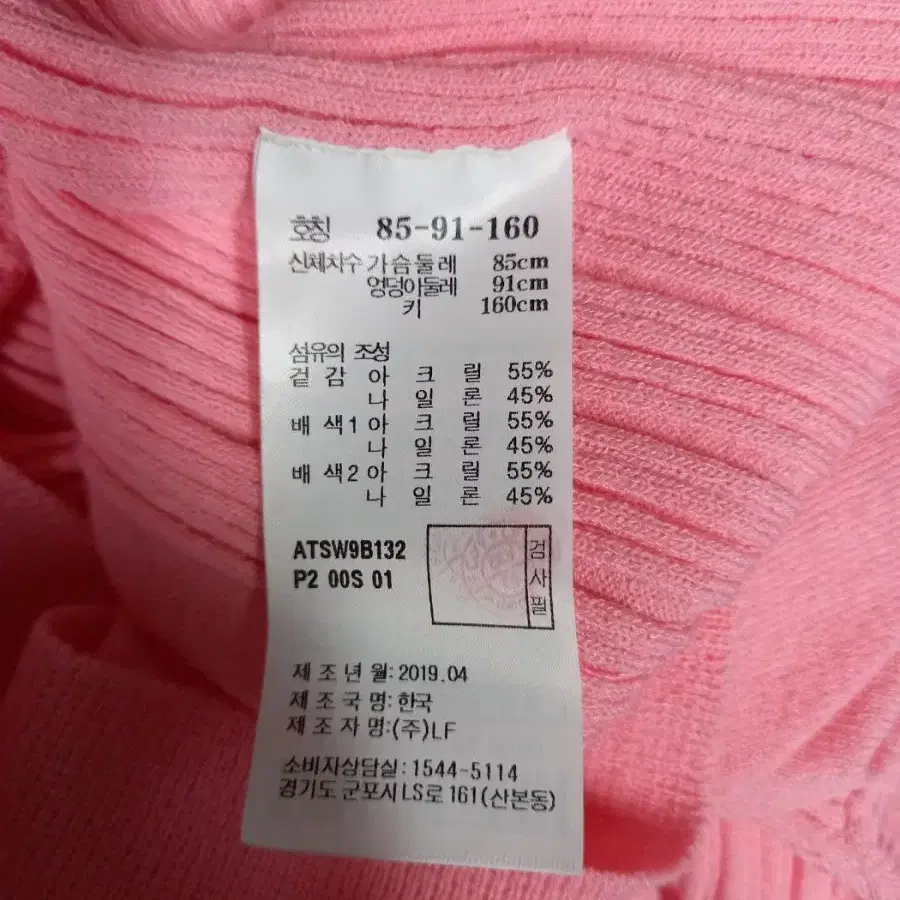 호칭 85-91-160
신체치수 가슴둘레 85cm
엉덩이둘레 91cm
키 160cm
섬유의 조성
겉감 아크릴 55%
나일론 45%
배색1 아크릴 55%
나일론 45%
배색2 아크릴 55%
나일론 45%
ATSW9B132
P2 00S 01
검사필
제조년월:2019.04
제조국명:한국
제조자명:(주)LF
소비자상담실:1544-5114
경기도 군포시 LS로 161(산본동)